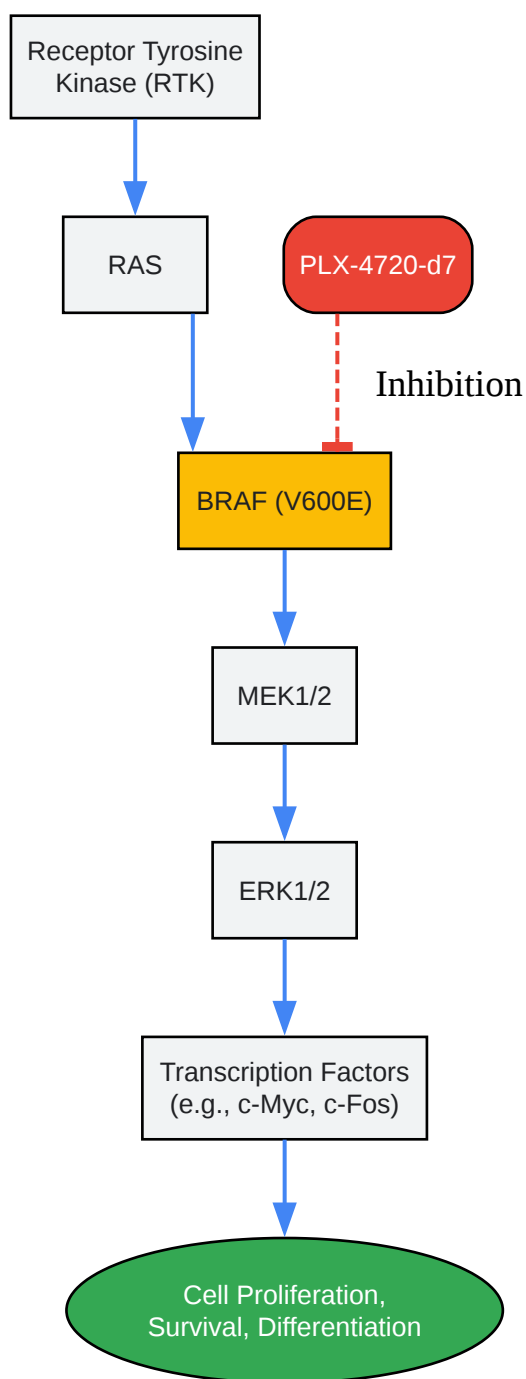 Receptor Tyrosine
Kinase (RTK)
RAS
PLX-4720-d7
Inhibition
BRAF (V600E)
MEK1/2
ERK1/2
Transcription Factors
(e.g., c-Myc, c-Fos)
Cell Proliferation,
Survival, Differentiation